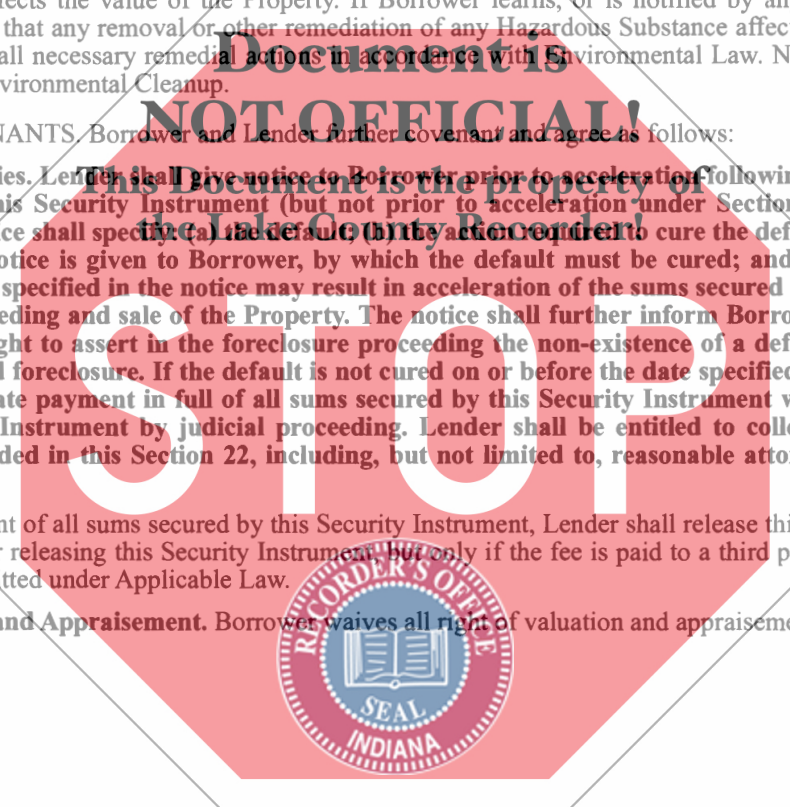 ects the value of the Property. If Borrower learns, or is notified by an
that any removal or other remediation of any Hazardous Substance affec
all necessary remedial actions in accordance with Environmental Law. N
vironmental Cleanup.
Document is
NOT OFFICIAL!
This Document is the property of
the Lake County Recorder!
NANTS. Borrower and Lender further covenant and agree as follows:
ies. Lender shall give notice to Borrower prior to acceleration followin
his Security Instrument (but not prior to acceleration under Section
ce shall specify: (a) the default; (b) the action required to cure the def
otice is given to Borrower, by which the default must be cured; and
specified in the notice may result in acceleration of the sums secured
eding and sale of the Property. The notice shall further inform Borro
ght to assert in the foreclosure proceeding the non-existence of a def
l foreclosure. If the default is not cured on or before the date specified
ate payment in full of all sums secured by this Security Instrument w
Instrument by judicial proceeding. Lender shall be entitled to colle
ded in this Section 22, including, but not limited to, reasonable attor
STOP
nt of all sums secured by this Security Instrument, Lender shall release thi
r releasing this Security Instrument, but only if the fee is paid to a third p
tted under Applicable Law.
and Appraisement. Borrower waives all right of valuation and appraiseme
RECORDER'S OFFICE
SEAL
INDIANA